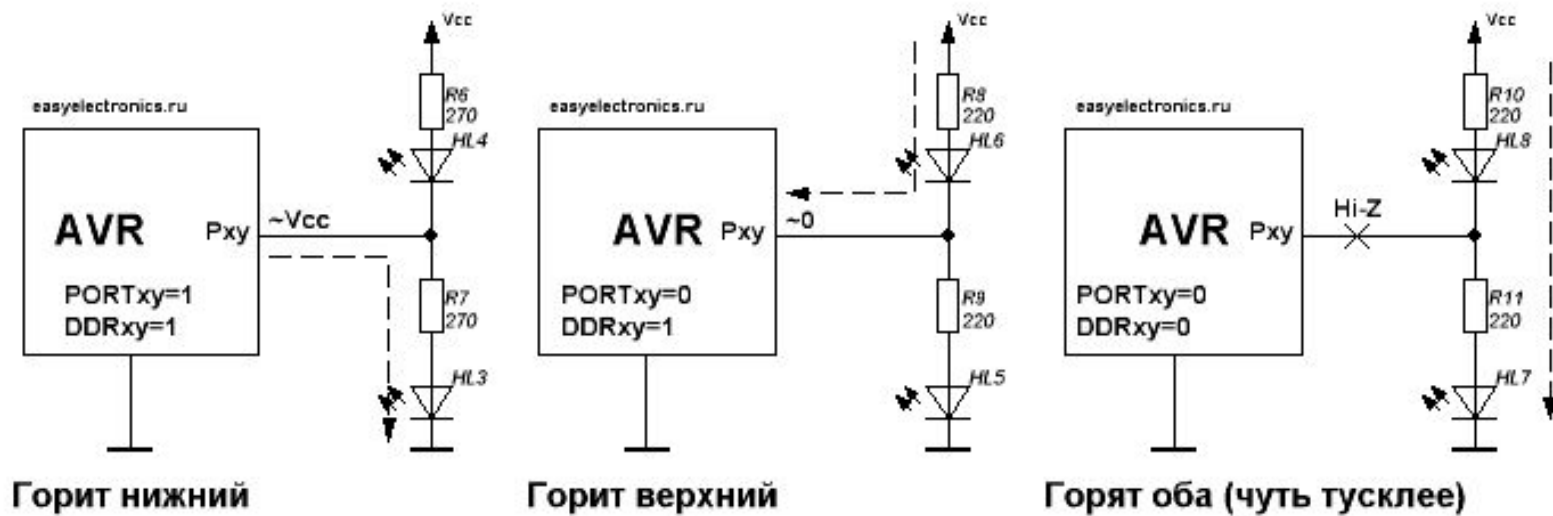 Vcc
R6
270
easyelectronics.ru
HL4
AVR
Pxy
~Vcc
PORTxy=1
DDRxy=1
R7
270
HL3
Горит нижний
Vcc
R8
220
easyelectronics.ru
HL6
AVR
Pxy
~0
PORTxy=0
DDRxy=1
R9
220
HL5
Горит верхний
Vcc
R10
220
easyelectronics.ru
HL8
Hi-Z
AVR
Pxy
PORTxy=0
DDRxy=0
R11
220
HL7
Горят оба (чуть тусклее)